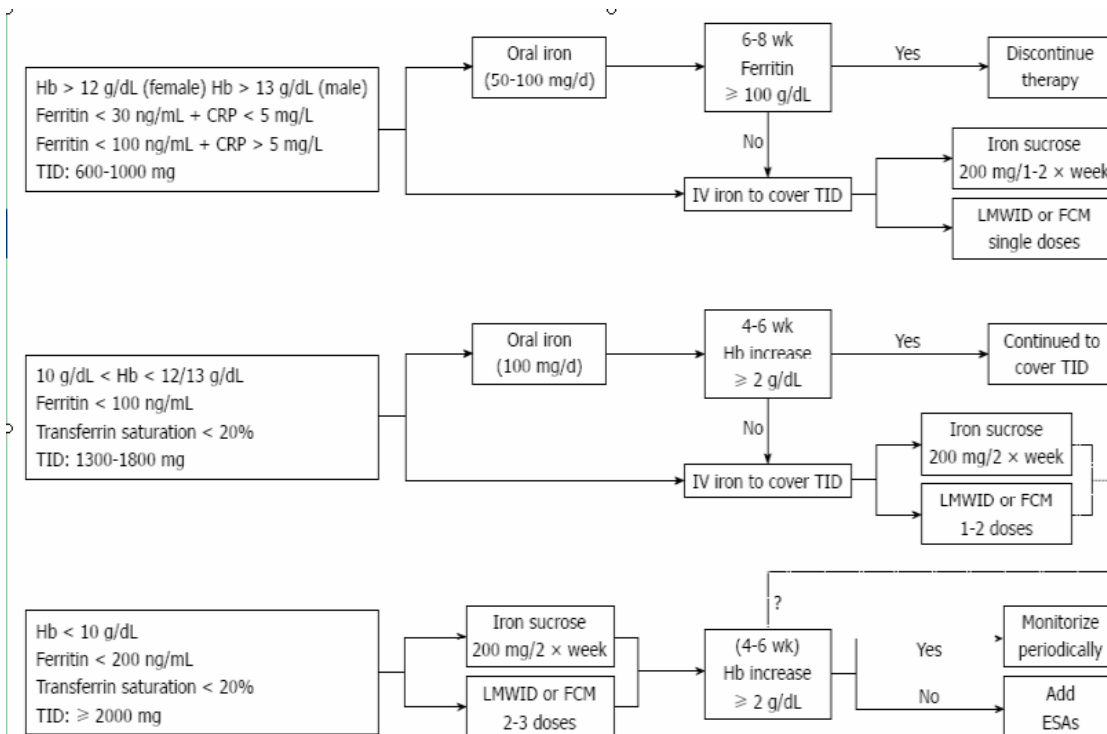 Hb > 12 g/dL (female) Hb > 13 g/dL (male)
Ferritin < 30 ng/mL + CRP < 5 mg/L
Ferritin < 100 ng/mL + CRP > 5 mg/L
TID: 600-1000 mg
Oral iron
(50-100 mg/d)
6-8 wk
Ferritin
⩾ 100 g/dL
Yes
Discontinue
therapy
No
IV iron to cover TID
Iron sucrose
200 mg/1-2 × week
LMWID or FCM
single doses
10 g/dL < Hb < 12/13 g/dL
Ferritin < 100 ng/mL
Transferrin saturation < 20%
TID: 1300-1800 mg
Oral iron
(100 mg/d)
4-6 wk
Hb increase
⩾ 2 g/dL
Yes
Continued to
cover TID
No
IV iron to cover TID
Iron sucrose
200 mg/2 × week
LMWID or FCM
1-2 doses
Hb < 10 g/dL
Ferritin < 200 ng/mL
Transferrin saturation < 20%
TID: ⩾ 2000 mg
Iron sucrose
200 mg/2 × week
LMWID or FCM
2-3 doses
?
(4-6 wk)
Hb increase
⩾ 2 g/dL
Yes
Monitorize
periodically
No
Add
ESAs